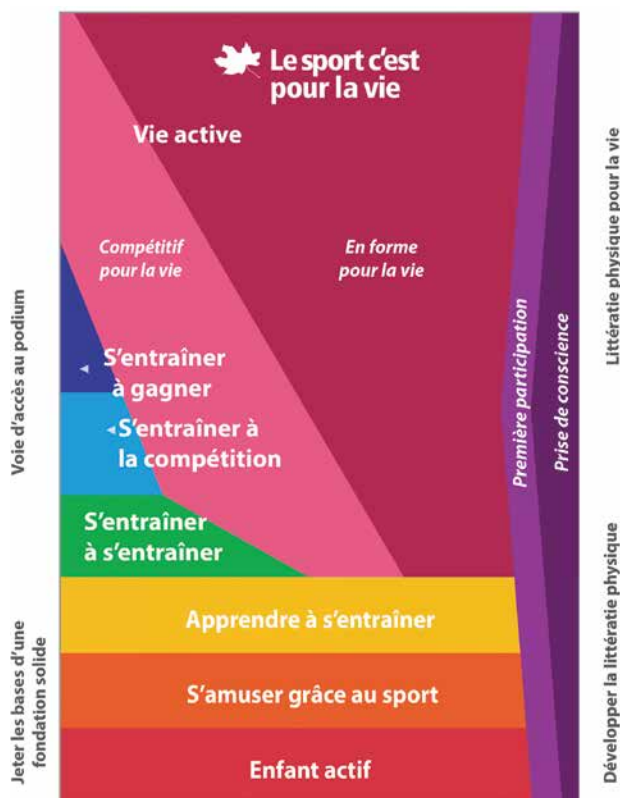 Le sport c'est
pour la vie
Vie active
Compétitif
pour la vie
En forme
pour la vie
S'entraîner
à gagner
S'entraîner à
la compétition
S'entraîner
à s'entraîner
Apprendre à s'entraîner
S'amuser grâce au sport
Enfant actif
Voie d'accès au podium
Jeter les bases d'une
fondation solide
Première participation
Prise de conscience
Littératie physique pour la vie
Développer la littératie physique